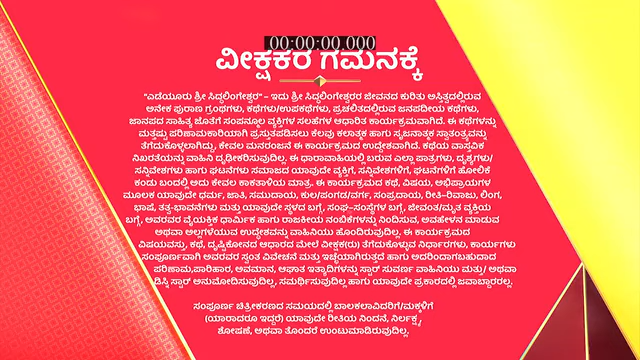 00:00:00.000
ವೀಕ್ಷಕರ ಗಮನಕ್ಕೆ
"ಎಡೆಯೂರು ಶ್ರೀ ಸಿದ್ಧಲಿಂಗೇಶ್ವರ" – ಇದು ಶ್ರೀ ಸಿದ್ಧಲಿಂಗೇಶ್ವರರ ಜೀವನದ ಕುರಿತು ಅಸ್ತಿತ್ವದಲ್ಲಿರುವ
ಅನೇಕ ಪುರಾಣ ಗ್ರಂಥಗಳು, ಕಥೆಗಳು/ಉಪಕಥೆಗಳು, ಪ್ರಚಲಿತದಲ್ಲಿರುವ ಜನಪದೀಯ ಕಥೆಗಳು,
ಜಾನಪದ ಸಾಹಿತ್ಯ ಜೊತೆಗೆ ಸಂಪನ್ಮೂಲ ವ್ಯಕ್ತಿಗಳ ಸಲಹೆಗಳ ಆಧಾರಿತ ಕಾರ್ಯಕ್ರಮವಾಗಿದೆ. ಈ ಕಥೆಗಳನ್ನು
ಮತ್ತಷ್ಟು ಪರಿಣಾಮಕಾರಿಯಾಗಿ ಪ್ರಸ್ತುತಪಡಿಸಲು ಕೆಲವು ಕಲಾತ್ಮಕ ಹಾಗು ಸೃಜನಾತ್ಮಕ ಸ್ವಾತಂತ್ರ್ಯವನ್ನು
ತೆಗೆದುಕೊಳ್ಳಲಾಗಿದ್ದು, ಕೇವಲ ಮನರಂಜನೆ ಈ ಕಾರ್ಯಕ್ರಮದ ಉದ್ದೇಶವಾಗಿದೆ. ಕಥೆಯ ವಾಸ್ತವಿಕ
ನಿಖರತೆಯನ್ನು ವಾಹಿನಿ ದೃಢೀಕರಿಸುವುದಿಲ್ಲ. ಈ ಧಾರಾವಾಹಿಯಲ್ಲಿ ಬರುವ ಎಲ್ಲಾ ಪಾತ್ರಗಳು, ದೃಶ್ಯಗಳು/
ಸನ್ನಿವೇಶಗಳು ಹಾಗು ಘಟನೆಗಳು ಸಮಾಜದ ಯಾವುದೇ ವ್ಯಕ್ತಿಗೆ, ಸನ್ನಿವೇಶಗಳಿಗೆ, ಘಟನೆಗಳಿಗೆ ಹೋಲಿಕೆ
ಕಂಡು ಬಂದಲ್ಲಿ ಅದು ಕೇವಲ ಕಾಕತಾಳಿಯ ಮಾತ್ರ. ಈ ಕಾರ್ಯಕ್ರಮದ ಕಥೆ, ವಿಷಯ, ಅಭಿಪ್ರಾಯಗಳ
ಮೂಲಕ ಯಾವುದೇ ಧರ್ಮ, ಜಾತಿ, ಸಮುದಾಯ, ಕುಲ/ಪಂಗಡ/ವರ್ಗ, ಸಂಪ್ರದಾಯ, ರೀತಿ–ರಿವಾಜು, ಲಿಂಗ,
ಭಾಷೆ, ತತ್ವ-ಭಾವನೆಗಳು ಮತ್ತು ಯಾವುದೇ ಸ್ಥಳದ ಬಗ್ಗೆ, ಸಂಘ–ಸಂಸ್ಥೆಗಳ ಬಗ್ಗೆ, ಜೀವಂತ/ಮೃತ ವ್ಯಕ್ತಿಯ
ಬಗ್ಗೆ, ಅವರವರ ವೈಯಕ್ತಿಕ ಧಾರ್ಮಿಕ ಹಾಗು ರಾಜಕೀಯ ನಂಬಿಕೆಗಳನ್ನು ನಿಂದಿಸುವ, ಅವಹೇಳನ ಮಾಡುವ
ಅಥವಾ ಅಲ್ಲಗಳೆಯುವ ಉದ್ದೇಶವನ್ನು ವಾಹಿನಿಯು ಹೊಂದಿರುವುದಿಲ್ಲ. ಈ ಕಾರ್ಯಕ್ರಮದ
ವಿಷಯವಸ್ತು, ಕಥೆ, ದೃಷ್ಟಿಕೋನದ ಆಧಾರದ ಮೇಲೆ ವೀಕ್ಷಕ(ರು) ತೆಗೆದುಕೊಳ್ಳುವ ನಿರ್ಧಾರಗಳು, ಕಾರ್ಯಗಳು
ಸಂಪೂರ್ಣವಾಗಿ ಅವರವರ ಸ್ವಂತ ವಿವೇಚನೆ ಮತ್ತು ಇಚ್ಛೆಯಾಗಿರುತ್ತದೆ ಹಾಗು ಅದರಿಂದಾಗಬಹುದಾದ
ಪರಿಣಾಮ,ಪಾರಿಹಾರ, ಅವಮಾನ, ಆಘಾತ ಇತ್ಯಾದಿಗಳನ್ನು ಸ್ಟಾರ್ ಸುವರ್ಣ ವಾಹಿನಿಯು ಮತ್ತು/ ಅಥವಾ
ಡಿಸ್ನಿ ಸ್ಟಾರ್ ಅನುಮೋದಿಸುವುದಿಲ್ಲ, ಸಮರ್ಥಿಸುವುದಿಲ್ಲ ಹಾಗು ಯಾವುದೇ ಪ್ರಕಾರದಲ್ಲಿ ಜವಾಬ್ದಾರರಲ್ಲ.
ಸಂಪೂರ್ಣ ಚಿತ್ರೀಕರಣದ ಸಮಯದಲ್ಲಿ ಬಾಲಕಲಾವಿದರಿಗೆ/ಮಕ್ಕಳಿಗೆ
(ಯಾರಾದರೂ ಇದ್ದರೆ) ಯಾವುದೇ ರೀತಿಯ ನಿಂದನೆ, ನಿರ್ಲಕ್ಷ್ಯ,
ಶೋಷಣೆ, ಅಥವಾ ತೊಂದರೆ ಉಂಟುಮಾಡಿರುವುದಿಲ್ಲ.